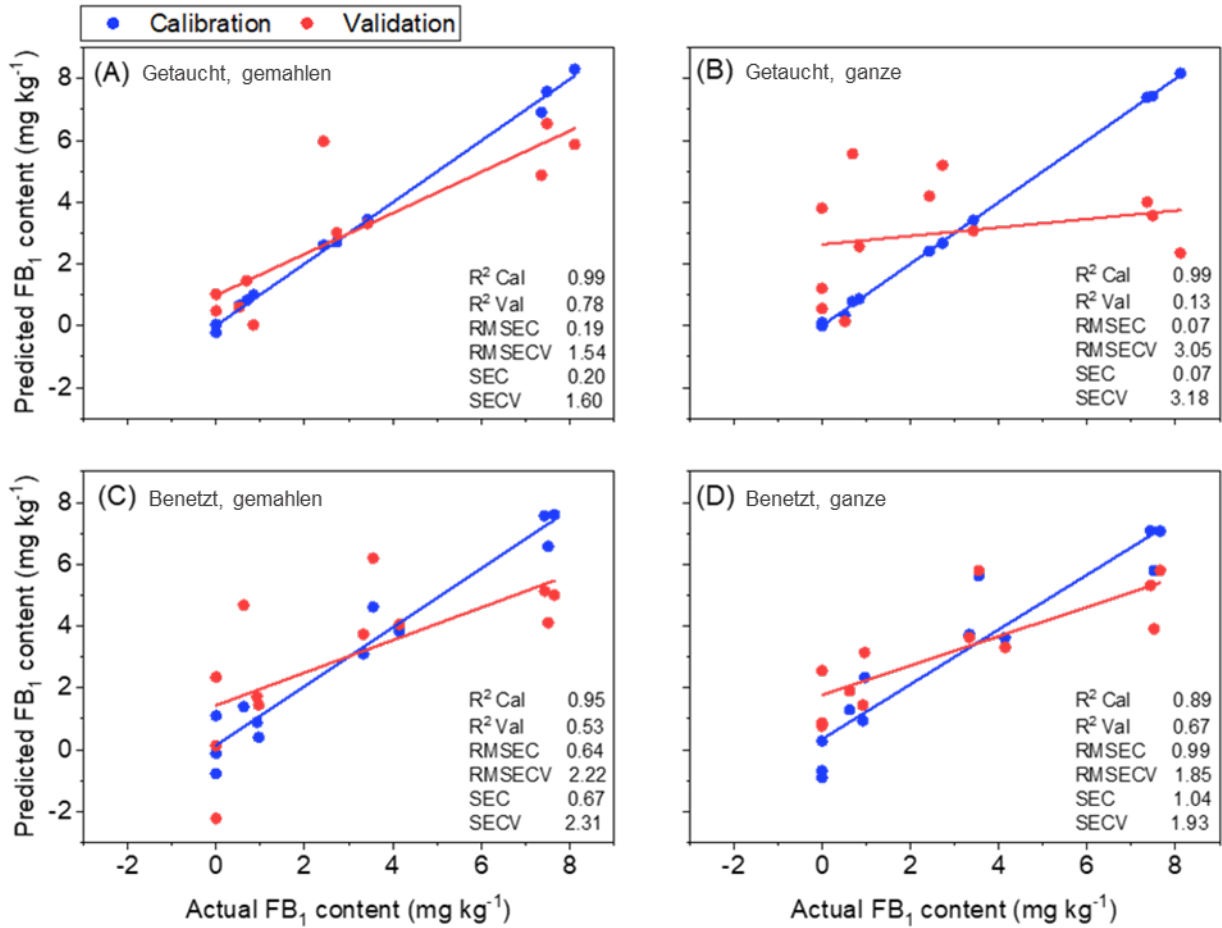 Calibration Validation
(A) Getaucht, gemahlen
(B) Getaucht, ganze
Predicted FB₁ content (mg kg⁻¹)
8
6
4
2
0
-2
R² Cal 0.99
R² Val 0.78
RMSEC 0.19
RMSECV 1.54
SEC 0.20
SECV 1.60
R² Cal 0.99
R² Val 0.13
RMSEC 0.07
RMSECV 3.05
SEC 0.07
SECV 3.18
(C) Benetzt, gemahlen
(D) Benetzt, ganze
Predicted FB₁ content (mg kg⁻¹)
8
6
4
2
0
-2
R² Cal 0.95
R² Val 0.53
RMSEC 0.64
RMSECV 2.22
SEC 0.67
SECV 2.31
R² Cal 0.89
R² Val 0.67
RMSEC 0.99
RMSECV 1.85
SEC 1.04
SECV 1.93
-2 0 2 4 6 8
-2 0 2 4 6 8
Actual FB₁ content (mg kg⁻¹)
Actual FB₁ content (mg kg⁻¹)